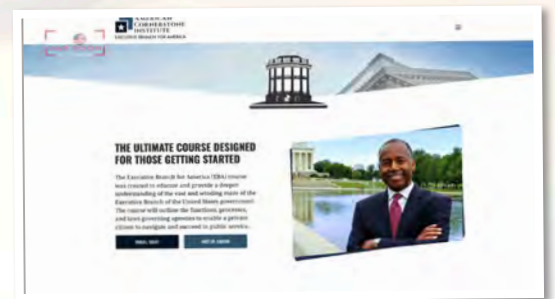 AMERICAN
CORNERSTONE
INSTITUTE
EXECUTIVE BRANCH FOR AMERICA
THE ULTIMATE COURSE DESIGNED
FOR THOSE GETTING STARTED
The Executive Branch for America (EBA) course
was created to educate and provide a deeper
understanding of the vast and winding maze of the
Executive Branch of the United States government.
The course will outline the functions, processes,
and laws governing agencies to enable a private
citizen to navigate and succeed in public service.